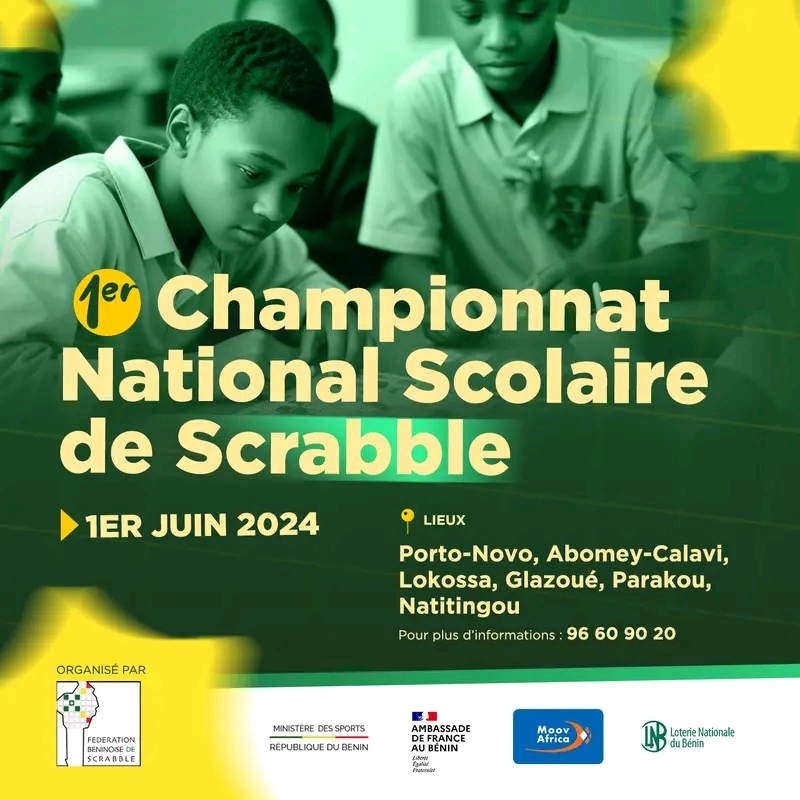 1er Championnat
National Scolaire
de Scrabble
1ER JUIN 2024
LIEUX
Porto-Novo, Abomey-Calavi,
Lokossa, Glazoué, Parakou,
Natitingou
Pour plus d'informations : 96 60 90 20
ORGANISÉ PAR
FEDERATION
BENINOISE DE
SCRABBLE
MINISTÈRE DES SPORTS
RÉPUBLIQUE DU BENIN
AMBASSADE
DE FRANCE
AU BÉNIN
Liberté
Égalité
Fraternité
Moov
Africa
LNB
Loterie Nationale
du Bénin